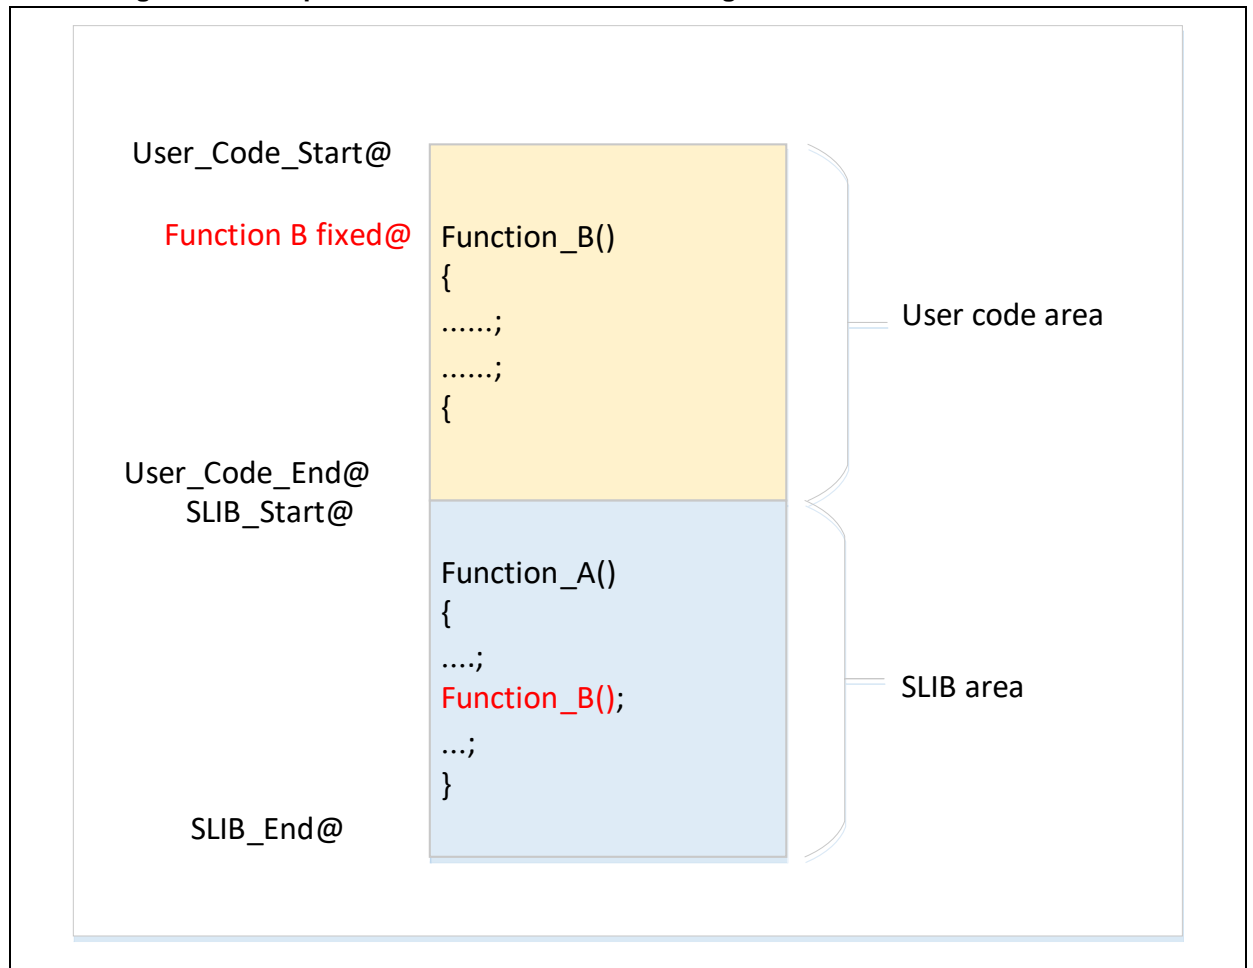 User_Code_Start@
Function B fixed@
Function_B()
{
......;
......;
{
User code area
User_Code_End@
SLIB_Start@
Function_A()
{
....;
Function_B();
...;
}
SLIB area
SLIB_End@